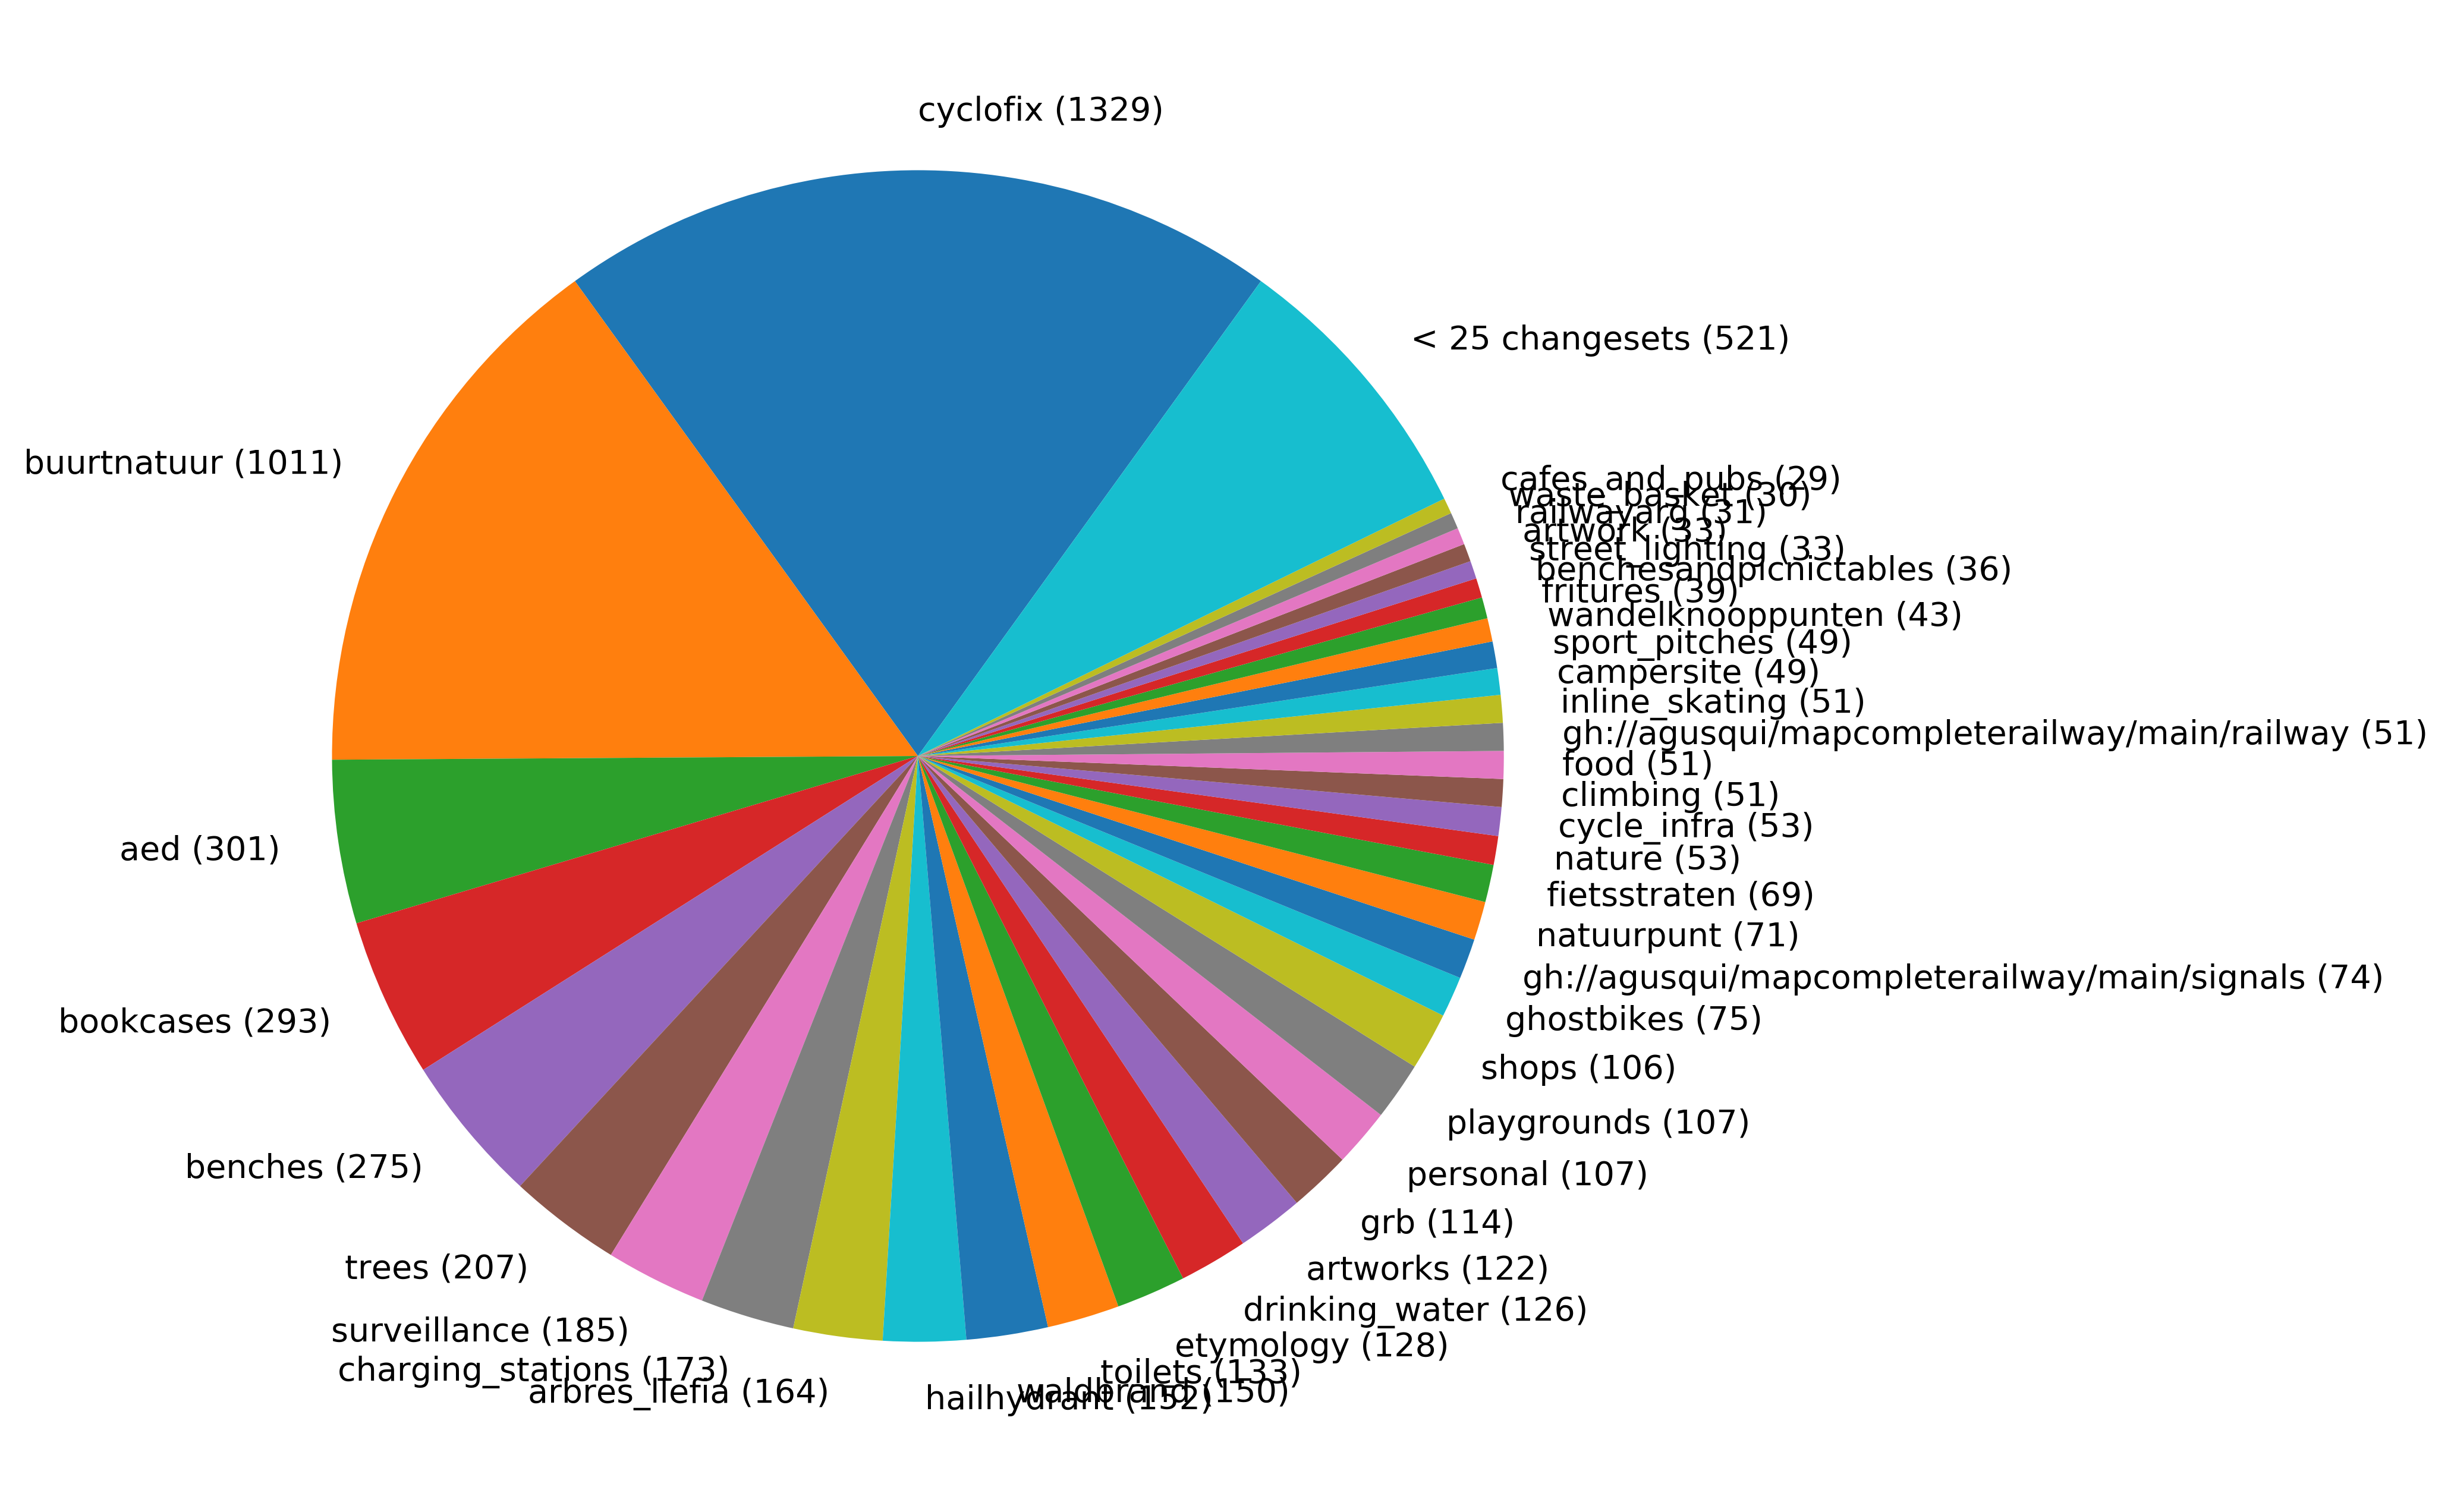 cyclofix (1329)
< 25 changesets (521)
buurtnatuur (1011)
cafes_and_pubs (29)
waste_basket (30)
railwayard (31)
artwork (33)
street_lighting (33)
benchesandpicnictables (36)
fritures (39)
wandelknooppunten (43)
sport_pitches (49)
campersite (49)
inline_skating (51)
gh://agusqui/mapcompleterailway/main/railway (51)
food (51)
climbing (51)
cycle_infra (53)
aed (301)
nature (53)
fietsstraten (69)
natuurpunt (71)
gh://agusqui/mapcompleterailway/main/signals (74)
bookcases (293)
ghostbikes (75)
shops (106)
playgrounds (107)
benches (275)
personal (107)
grb (114)
trees (207)
artworks (122)
drinking_water (126)
surveillance (185)
etymology (128)
charging_stations (173)
toilets (133)
arbres_llefia (164)
waldbrand (150)
hailhydrant (152)